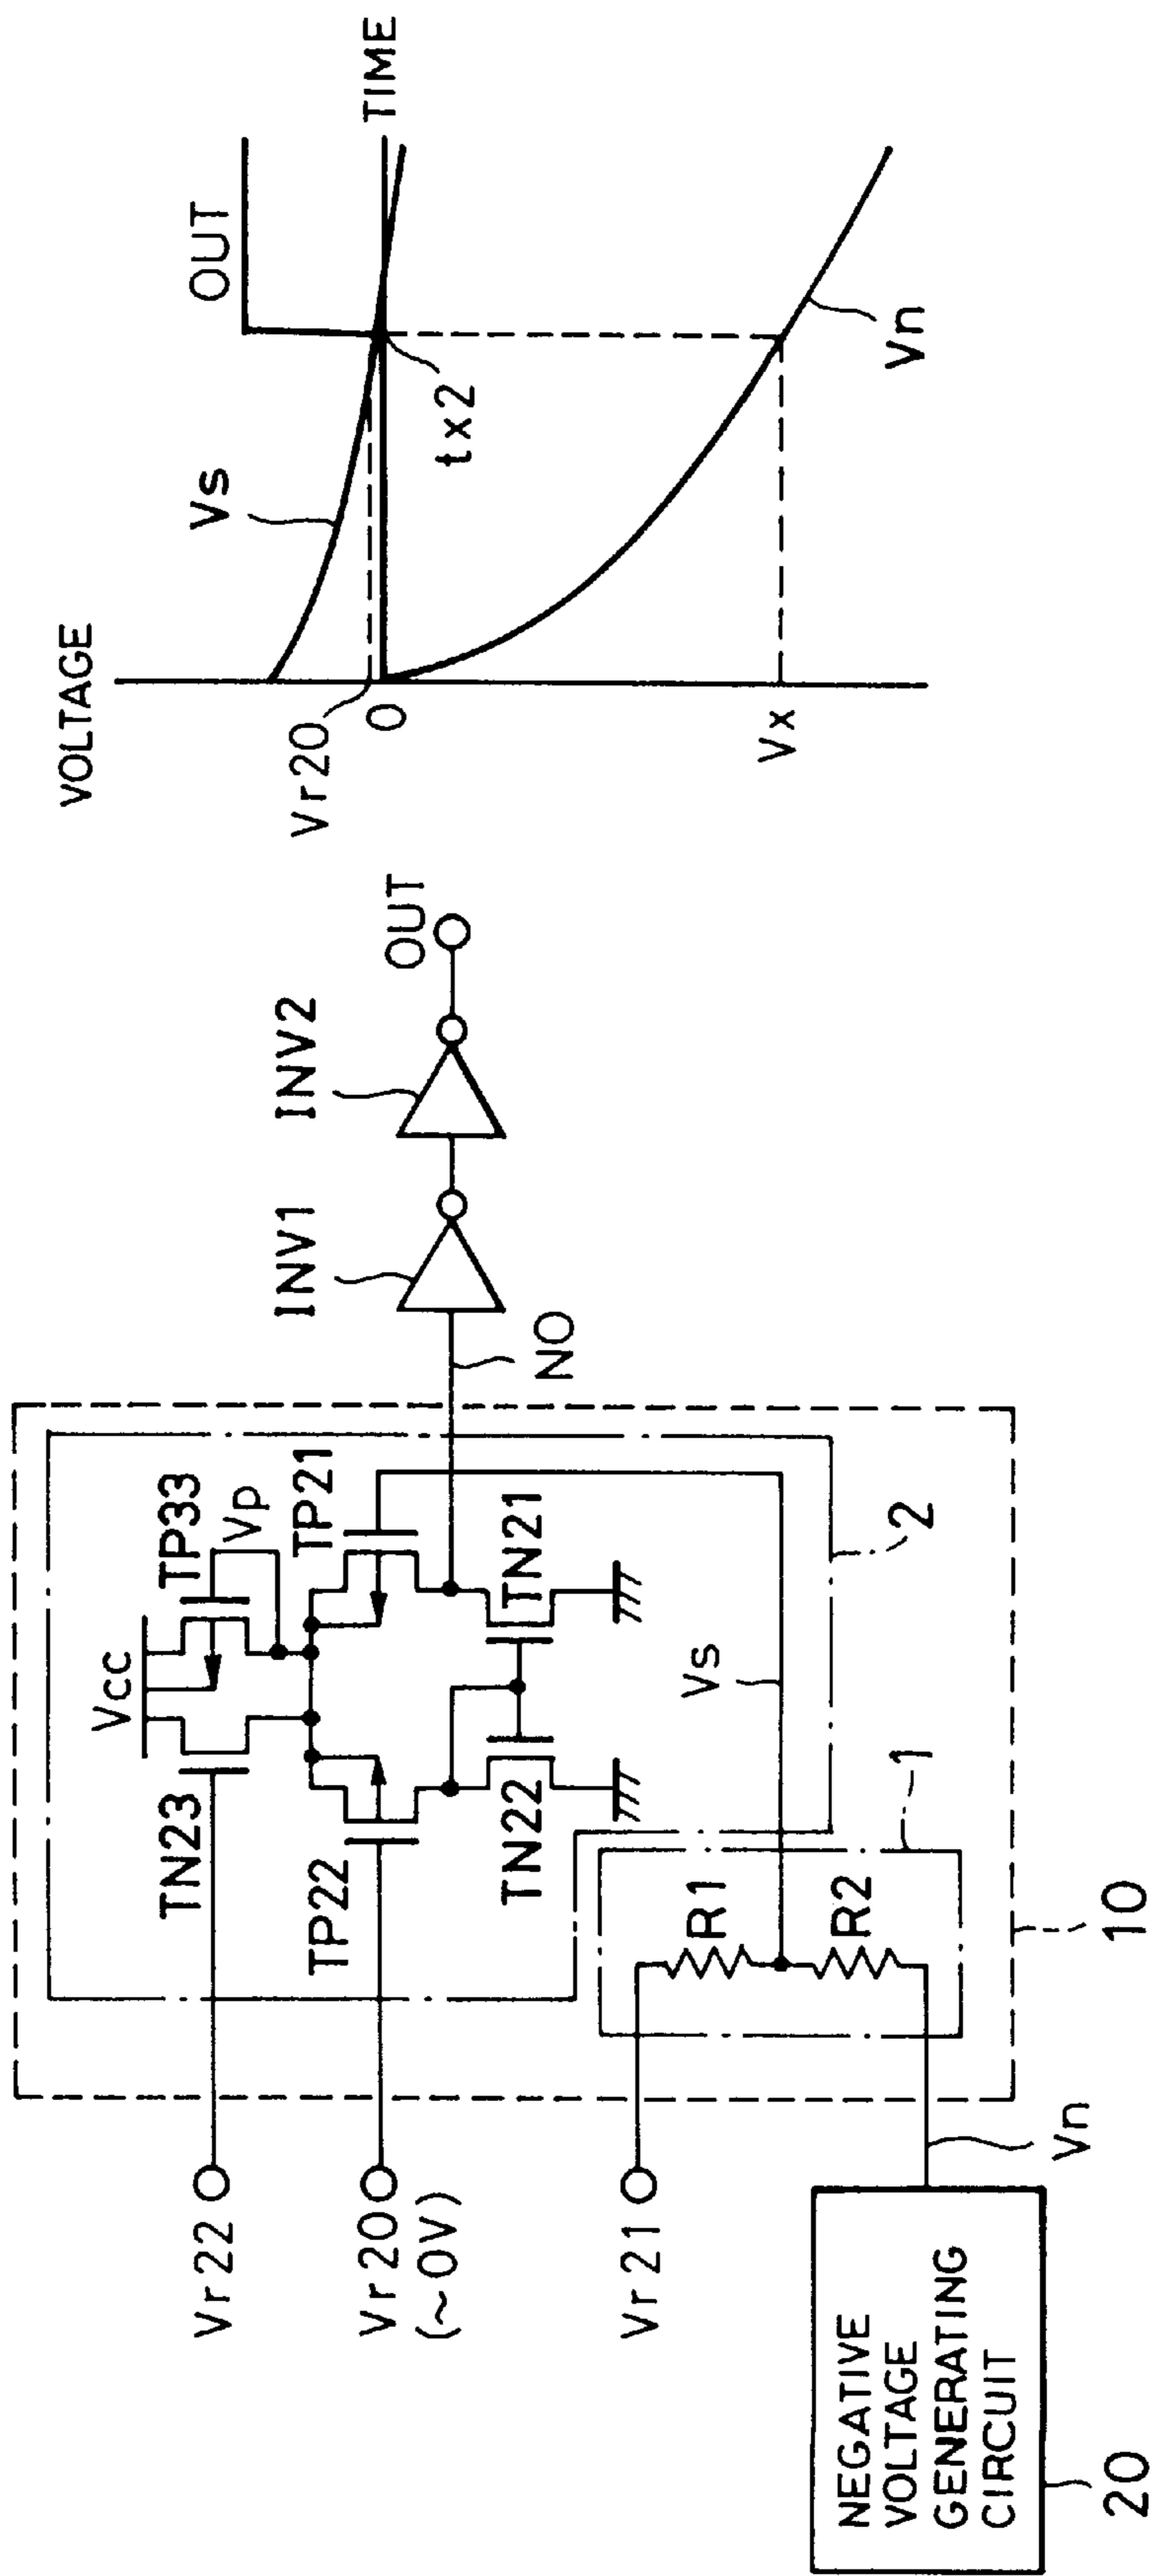 Vr22
Vr20
(~0V)
Vr21
NEGATIVE
VOLTAGE
GENERATING
CIRCUIT
20
Vn
10
Vcc
TN23
TP33
Vp
TP22
TP21
TN22
TN21
Vs
2
1
R1
R2
NO
INV1
INV2
OUT
VOLTAGE
Vr20
0
Vx
Vs
OUT
tx2
TIME
Vn